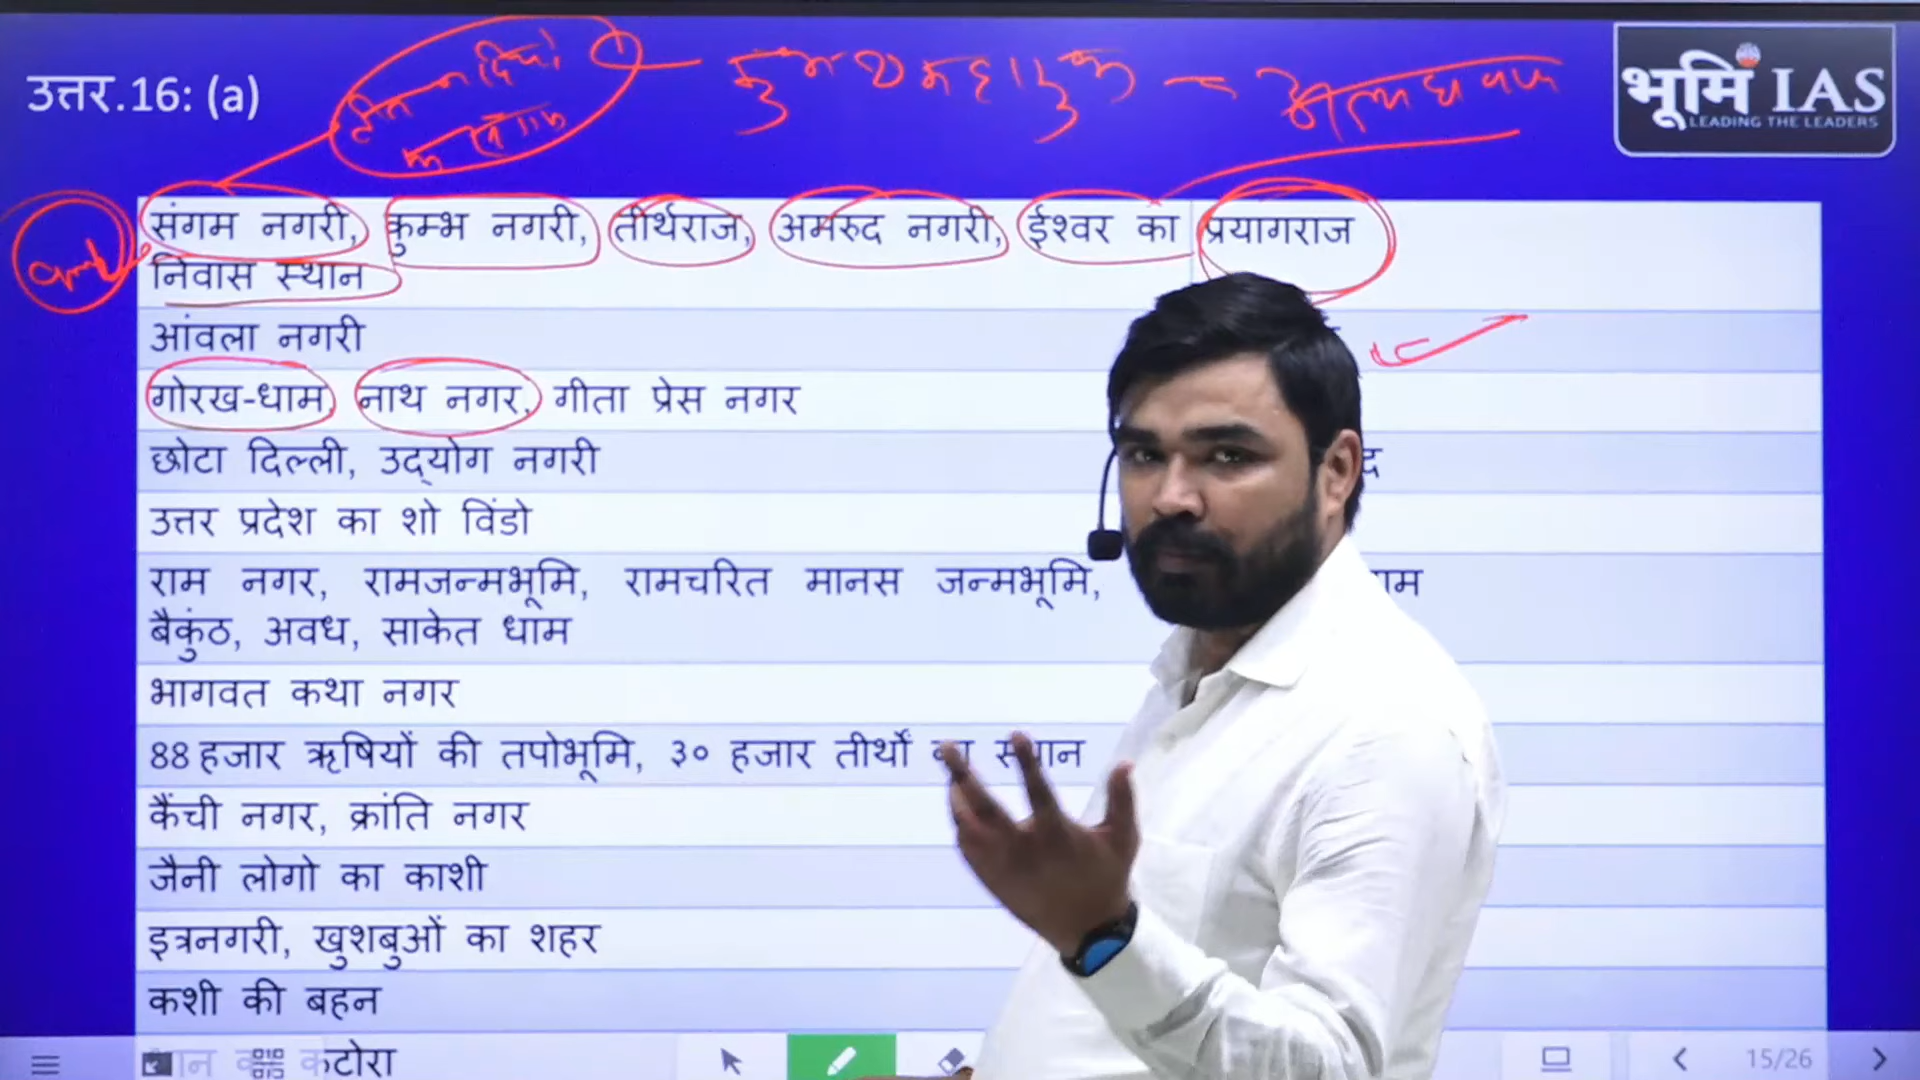 उत्तर.16: (a)
भूमि IAS
LEADING THE LEADERS
संगम नगरी, कुम्भ नगरी, तीर्थराज, अमरुद नगरी, ईश्वर का
निवास स्थान
प्रयागराज
आंवला नगरी
गोरख-धाम, नाथ नगर, गीता प्रेस नगर
छोटा दिल्ली, उद्योग नगरी
उत्तर प्रदेश का शो विंडो
राम नगर, रामजन्मभूमि, रामचरित मानस जन्मभूमि,
बैकुंठ, अवध, साकेत धाम
भागवत कथा नगर
88 हजार ऋषियों की तपोभूमि, ३० हजार तीर्थों का स्थान
कैंची नगर, क्रांति नगर
जैनी लोगो का काशी
इत्रनगरी, खुशबुओं का शहर
कशी की बहन
कटोरा
15/26